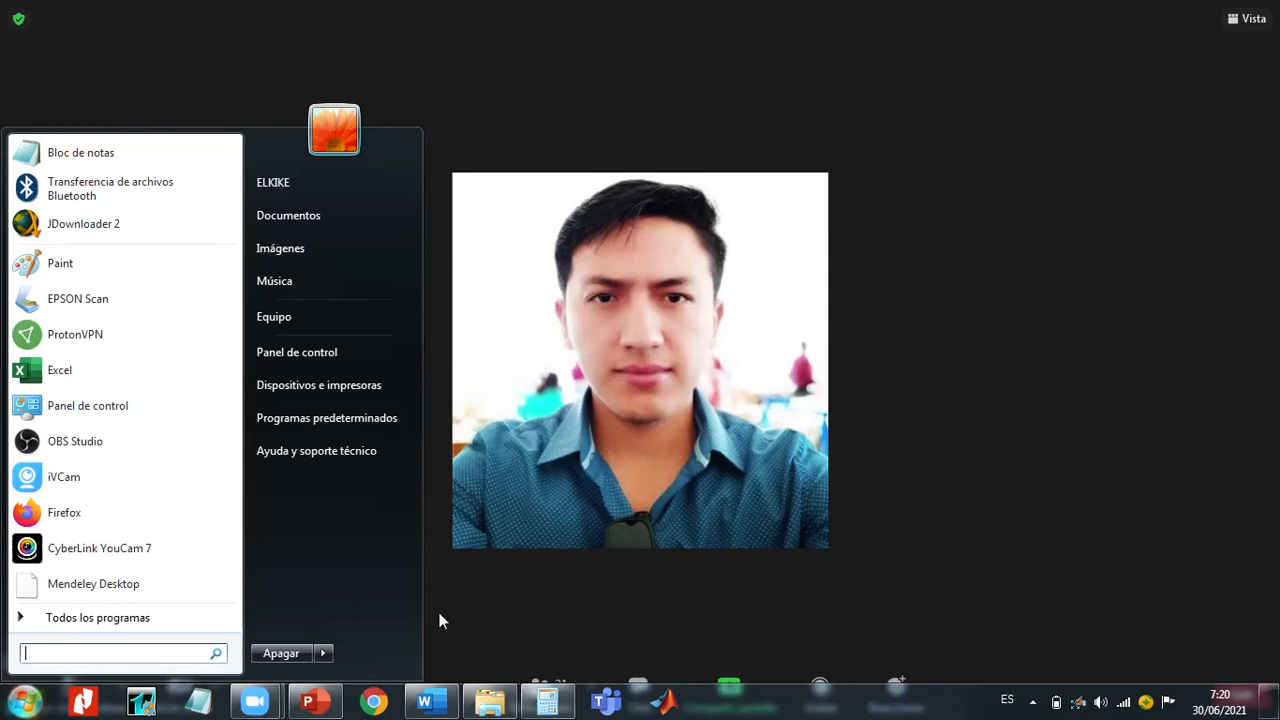 Vista
Bloc de notas
Transferencia de archivos
Bluetooth
JDownloader 2
Paint
EPSON Scan
ProtonVPN
Excel
Panel de control
OBS Studio
iVCam
Firefox
CyberLink YouCam 7
Mendeley Desktop
Todos los programas
ELKIKE
Documentos
Imágenes
Música
Equipo
Panel de control
Dispositivos e impresoras
Programas predeterminados
Ayuda y soporte técnico
Apagar
ES
7:20
30/06/2021